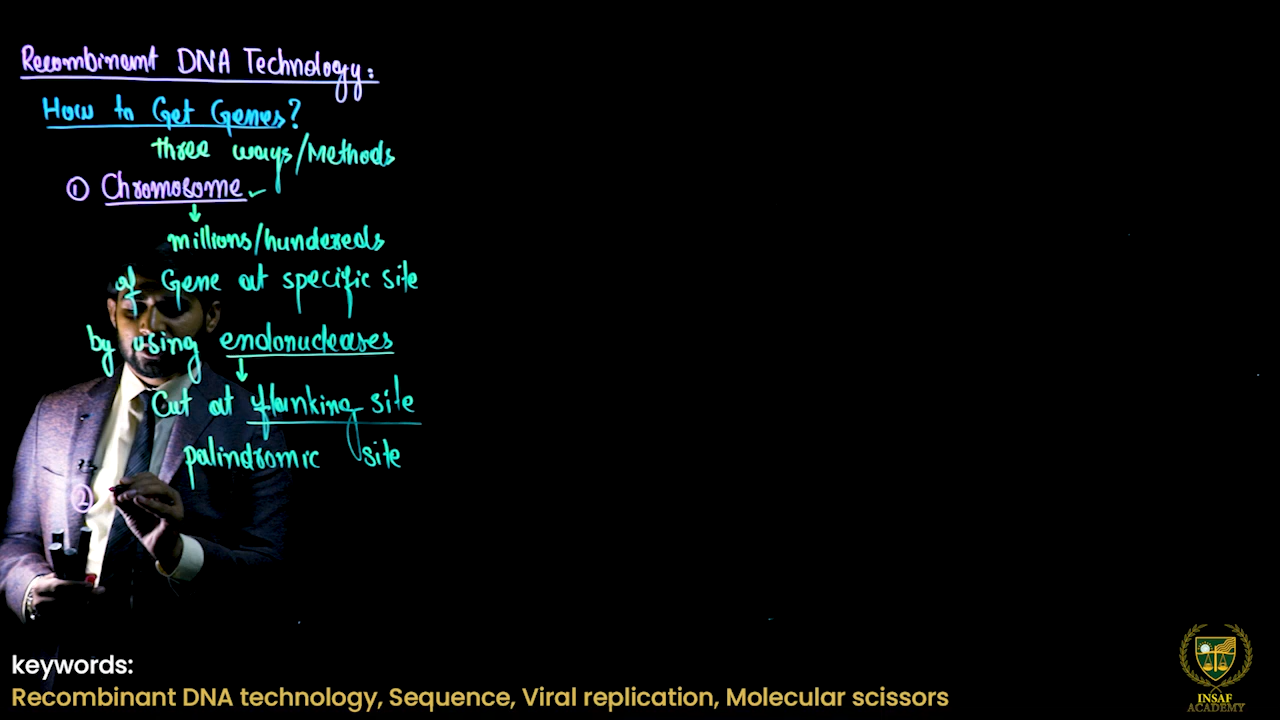 Recombinant DNA Technology:
How to Get Genes?
three ways/Methods
① Chromosome ✓
↓
millions/hundereds
of Gene at specific site
by using endonucleases
↓
Cut at flanking site
palindromic site
②
keywords:
Recombinant DNA technology, Sequence, Viral replication, Molecular scissors
INSAF
ACADEMY